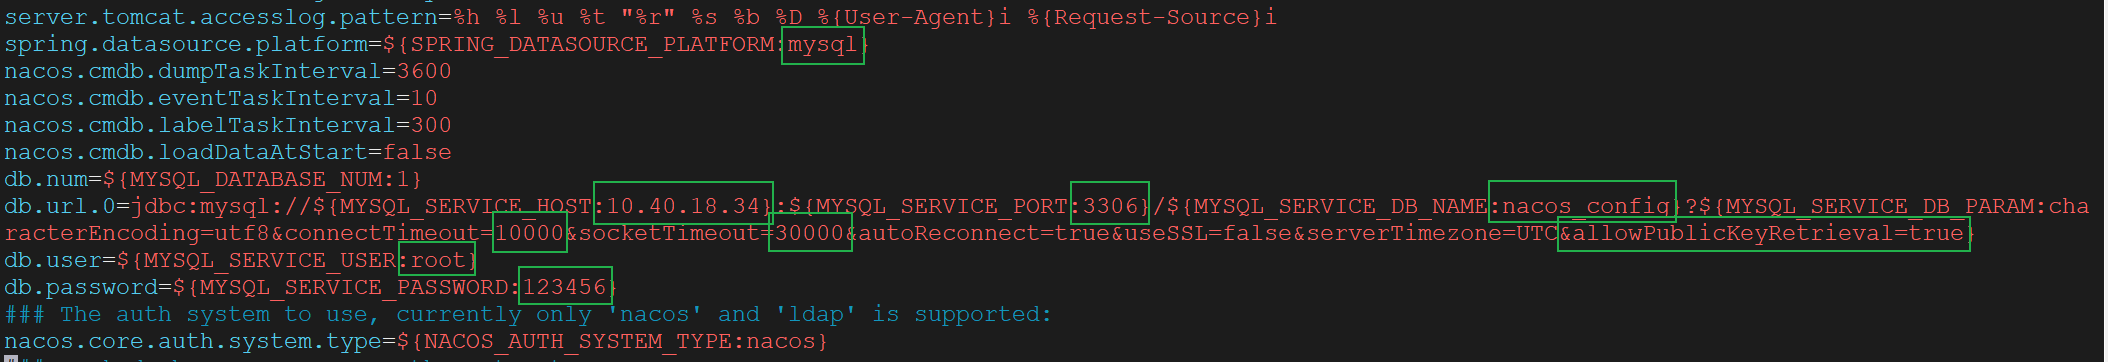 server.tomcat.accesslog.pattern=%h %l %u %t "%r" %s %b %D %{User-Agent}i %{Request-Source}i
spring.datasource.platform=${SPRING_DATASOURCE_PLATFORM:mysql}
nacos.cmdb.dumpTaskInterval=3600
nacos.cmdb.eventTaskInterval=10
nacos.cmdb.labelTaskInterval=300
nacos.cmdb.loadDataAtStart=false
db.num=${MYSQL_DATABASE_NUM:1}
db.url.0=jdbc:mysql://${MYSQL_SERVICE_HOST:10.40.18.34}:${MYSQL_SERVICE_PORT:3306}/${MYSQL_SERVICE_DB_NAME:nacos_config}?${MYSQL_SERVICE_DB_PARAM:cha
racterEncoding=utf8&connectTimeout=10000&socketTimeout=30000&autoReconnect=true&useSSL=false&serverTimezone=UTC&allowPublicKeyRetrieval=true}
db.user=${MYSQL_SERVICE_USER:root}
db.password=${MYSQL_SERVICE_PASSWORD:123456}
### The auth system to use, currently only 'nacos' and 'ldap' is supported:
nacos.core.auth.system.type=${NACOS_AUTH_SYSTEM_TYPE:nacos}